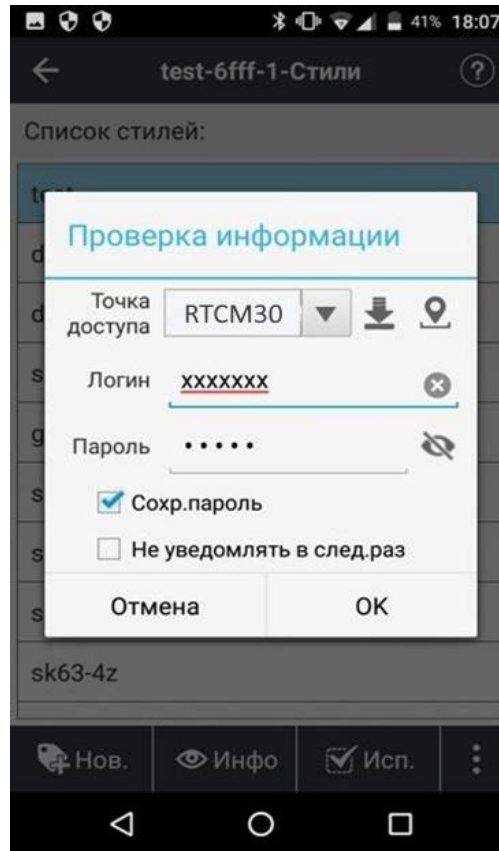 41% 18:07
test-6fff-1-Стили
?
Список стилей:
Проверка информации
Точка
доступа
RTCM30
Логин
xxxxxxx
Пароль
•••••
Сохр.пароль
Не уведомлять в след.раз
Отмена
OK
sk63-4z
Нов.
Инфо
Исп.